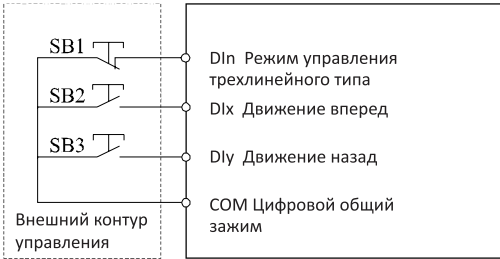 SB1
DIn Режим управления
трехлинейного типа
SB2
DIx Движение вперед
SB3
DIy Движение назад
COM Цифровой общий
зажим
Внешний контур
управления